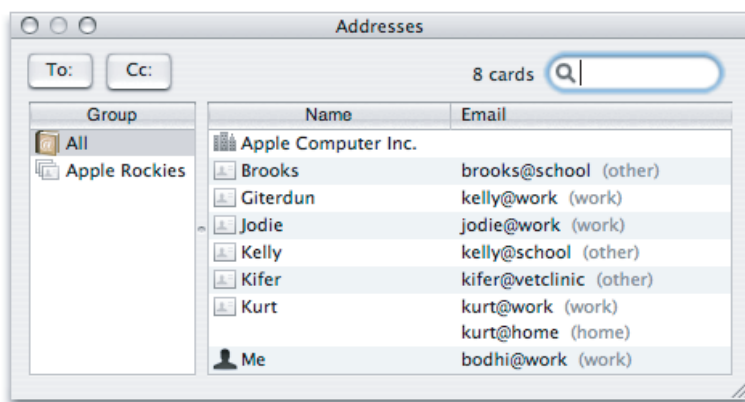 Addresses
To: Cc: 8 cards
Group Name Email
All Apple Computer Inc.
Apple Rockies Brooks brooks@school (other)
Giterdun kelly@work (work)
Jodie jodie@work (work)
Kelly kelly@school (other)
Kifer kifer@vetclinic (other)
Kurt kurt@work (work)
kurt@home (home)
Me bodhi@work (work)